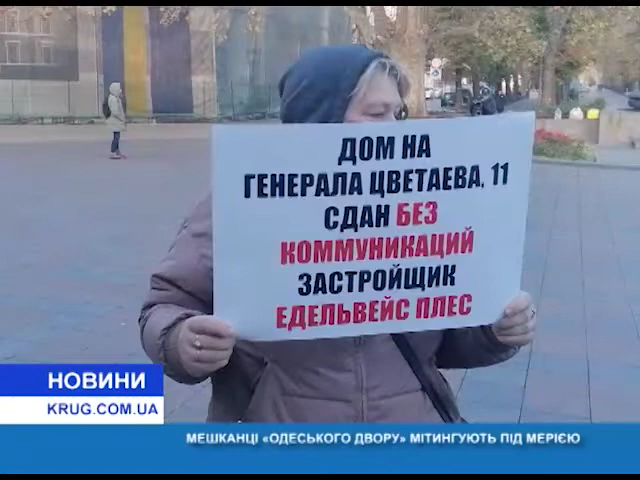 ДОМ НА
ГЕНЕРАЛА ЦВЕТАЕВА, 11
СДАН БЕЗ
КОММУНИКАЦИЙ
ЗАСТРОЙЩИК
ЕДЕЛЬВЕЙС ПЛЕС
НОВИНИ
KRUG.COM.UA
МЕШКАНЦІ «ОДЕСЬКОГО ДВОРУ» МІТИНГУЮТЬ ПІД МЕРІЄЮ